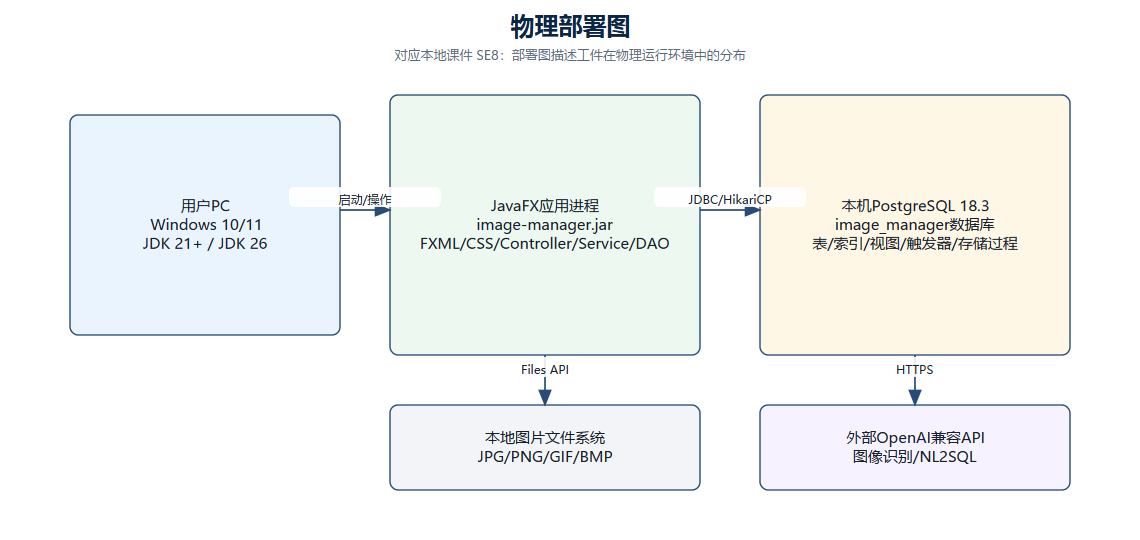 物理部署图
对应本地课件 SE8：部署图描述工件在物理运行环境中的分布
用户PC
Windows 10/11
JDK 21+ / JDK 26
启动/操作
JavaFX应用进程
image-manager.jar
FXML/CSS/Controller/Service/DAO
JDBC/HikariCP
本机PostgreSQL 18.3
image_manager数据库
表/索引/视图/触发器/存储过程
Files API
HTTPS
本地图片文件系统
JPG/PNG/GIF/BMP
外部OpenAI兼容API
图像识别/NL2SQL